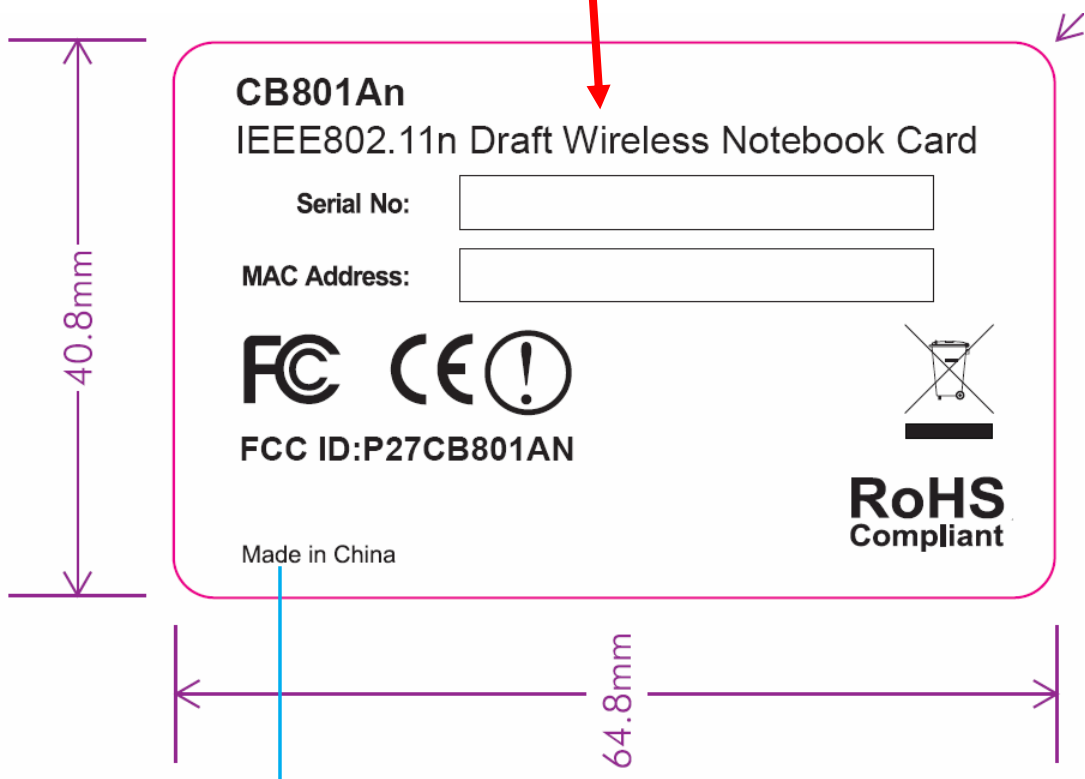 CB801An
IEEE802.11n Draft Wireless Notebook Card
Serial No:
MAC Address:
FC CE
FCC ID:P27CB801AN
RoHS
Compliant
Made in China
40.8mm
64.8mm